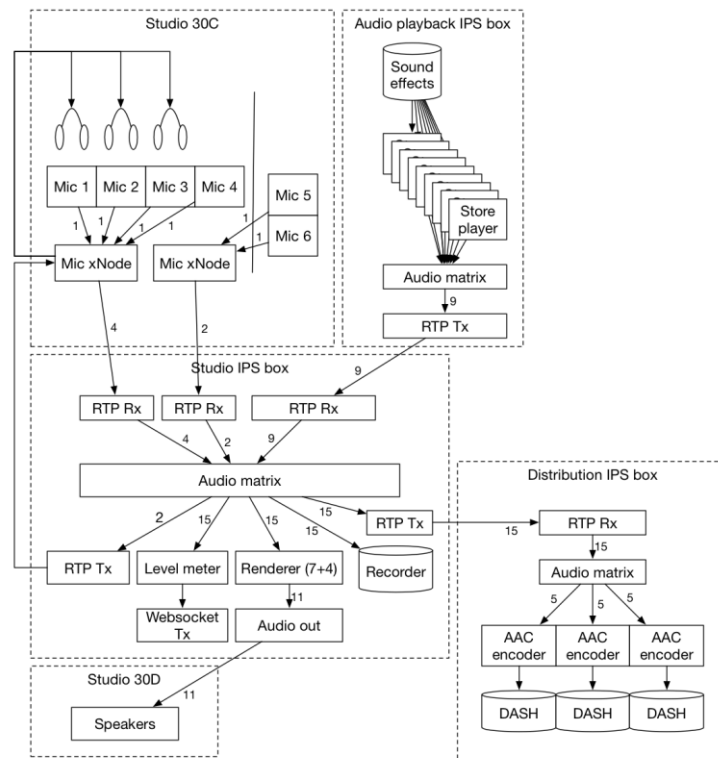 Studio 30C
Audio playback IPS box
Sound
effects
Mic 1
Mic 2
Mic 3
Mic 4
Mic 5
Mic 6
1
1
1
1
1
1
Store
player
Mic xNode
Mic xNode
Audio matrix
9
RTP Tx
4
2
9
Studio IPS box
RTP Rx
RTP Rx
RTP Rx
4
2
9
Audio matrix
2
15
15
15
15
RTP Tx
15
RTP Tx
Level meter
Renderer (7+4)
Recorder
11
Websocket
Tx
Audio out
Distribution IPS box
RTP Rx
15
Audio matrix
5
5
5
AAC
encoder
AAC
encoder
AAC
encoder
DASH
DASH
DASH
Studio 30D
11
Speakers